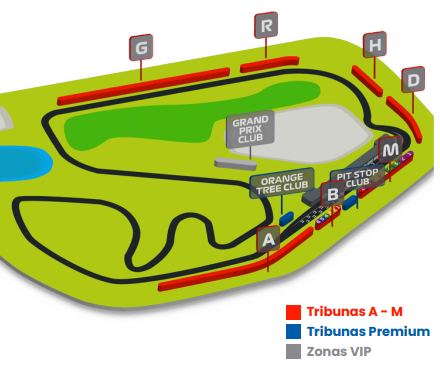 R
G
H
D
GRAND
PRIX
CLUB
M
ORANGE
TREE CLUB
PIT STOP
CLUB
B
A
Tribunas A - M
Tribunas Premium
Zonas VIP